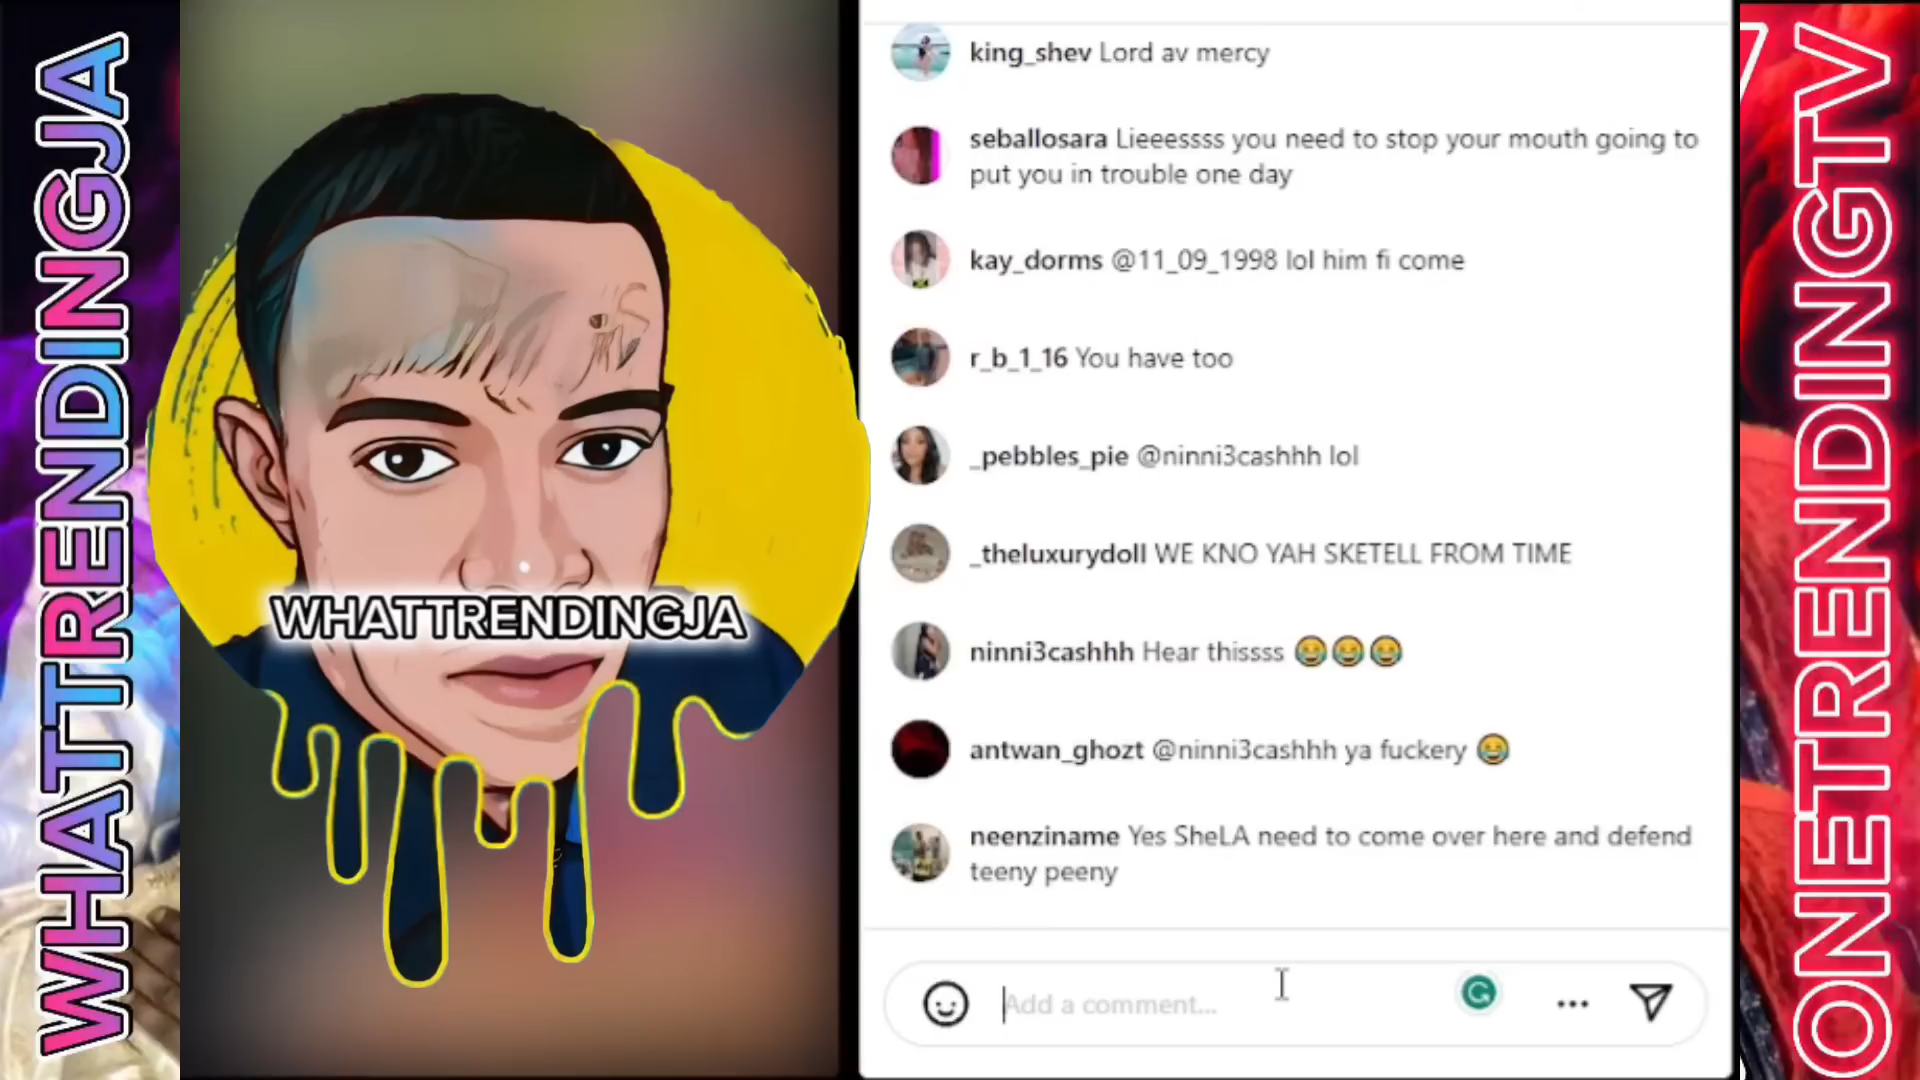 WHATTRENDINGJA
WHATTRENDINGJA
king_shev Lord av mercy
seballosara Lieeessss you need to stop your mouth going to
put you in trouble one day
kay_dorms @11_09_1998 lol him fi come
r_b_1_16 You have too
_pebbles_pie @ninni3cashhh lol
_theluxurydoll WE KNO YAH SKETELL FROM TIME
ninni3cashhh Hear thissss 😂😂😂
antwan_ghozt @ninni3cashhh ya fuckery 😂
neenziname Yes SheLA need to come over here and defend
teeny peeny
Add a comment...
ONETRENDINGTV